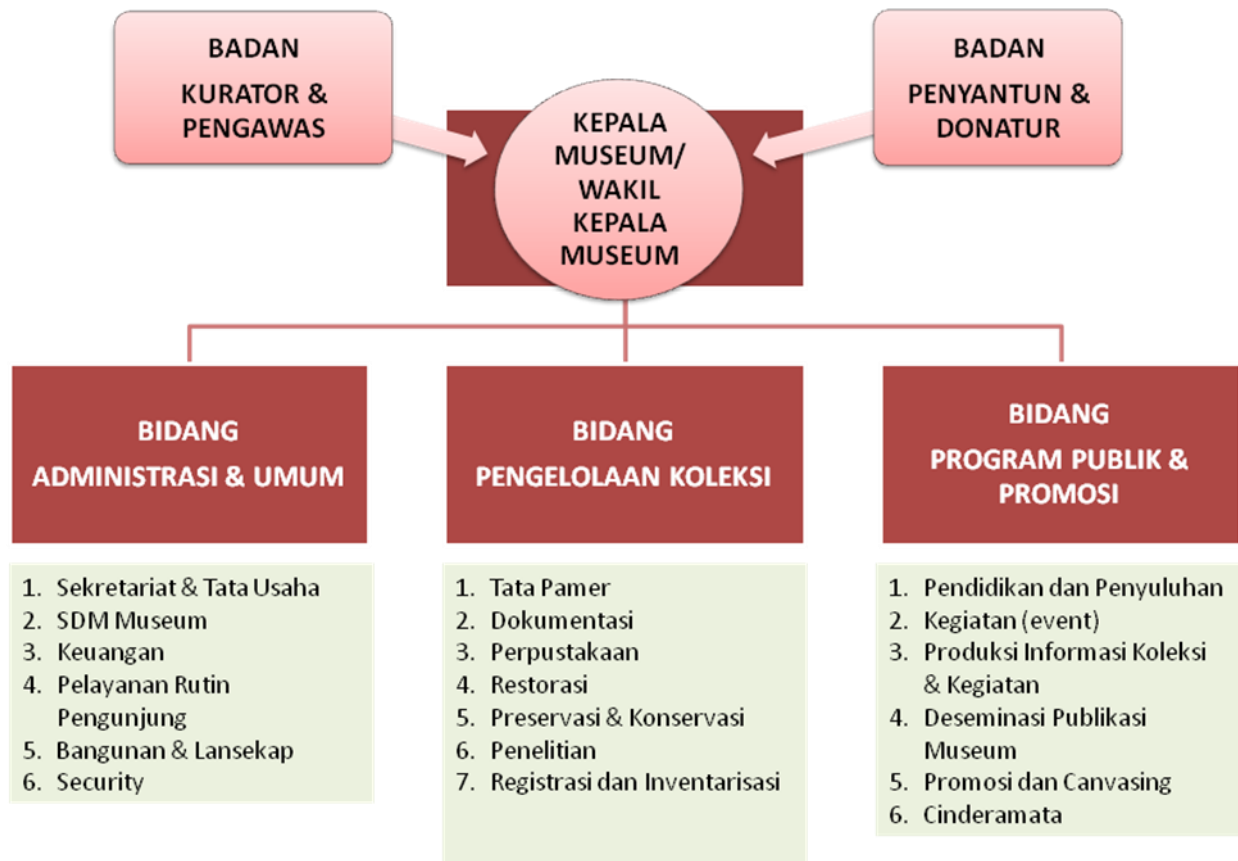 BADAN
KURATOR &
PENGAWAS
BADAN
PENYANTUN &
DONATUR
KEPALA
MUSEUM/
WAKIL
KEPALA
MUSEUM
BIDANG
ADMINISTRASI & UMUM
1. Sekretariat & Tata Usaha
2. SDM Museum
3. Keuangan
4. Pelayanan Rutin
Pengunjung
5. Bangunan & Lansekap
6. Security
BIDANG
PENGELOLAAN KOLEKSI
1. Tata Pamer
2. Dokumentasi
3. Perpustakaan
4. Restorasi
5. Preservasi & Konservasi
6. Penelitian
7. Registrasi dan Inventarisasi
BIDANG
PROGRAM PUBLIK &
PROMOSI
1. Pendidikan dan Penyuluhan
2. Kegiatan (event)
3. Produksi Informasi Koleksi
& Kegiatan
4. Deseminasi Publikasi
Museum
5. Promosi dan Canvasing
6. Cinderamata